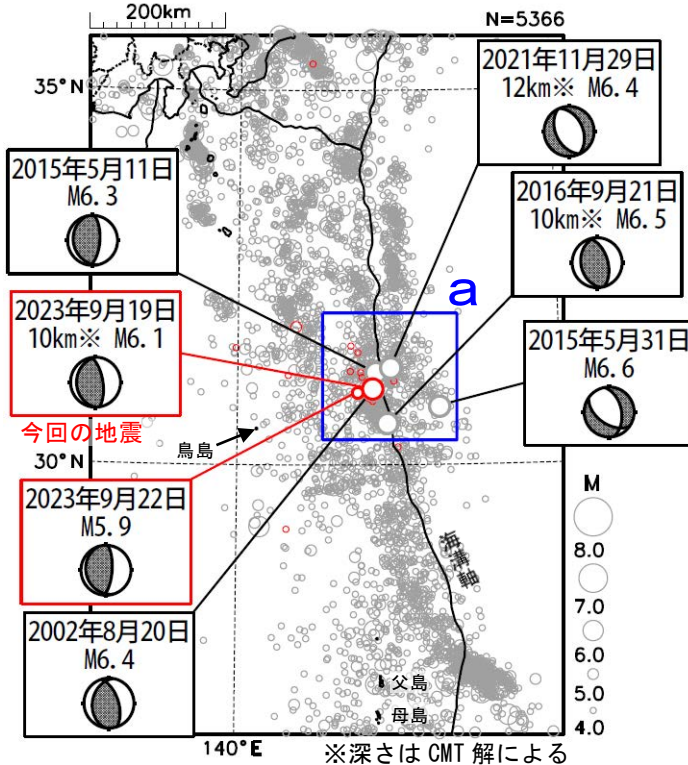 200km
N=5366
35°N
2021年11月29日
12km※ M6.4
2015年5月11日
M6.3
2016年9月21日
10km※ M6.5
a
2023年9月19日
10km※ M6.1
今回の地震
2015年5月31日
M6.6
鳥島
30°N
2023年9月22日
M5.9
海溝軸
M
8.0
7.0
6.0
5.0
4.0
2002年8月20日
M6.4
父島
母島
140°E
※深さは CMT 解による